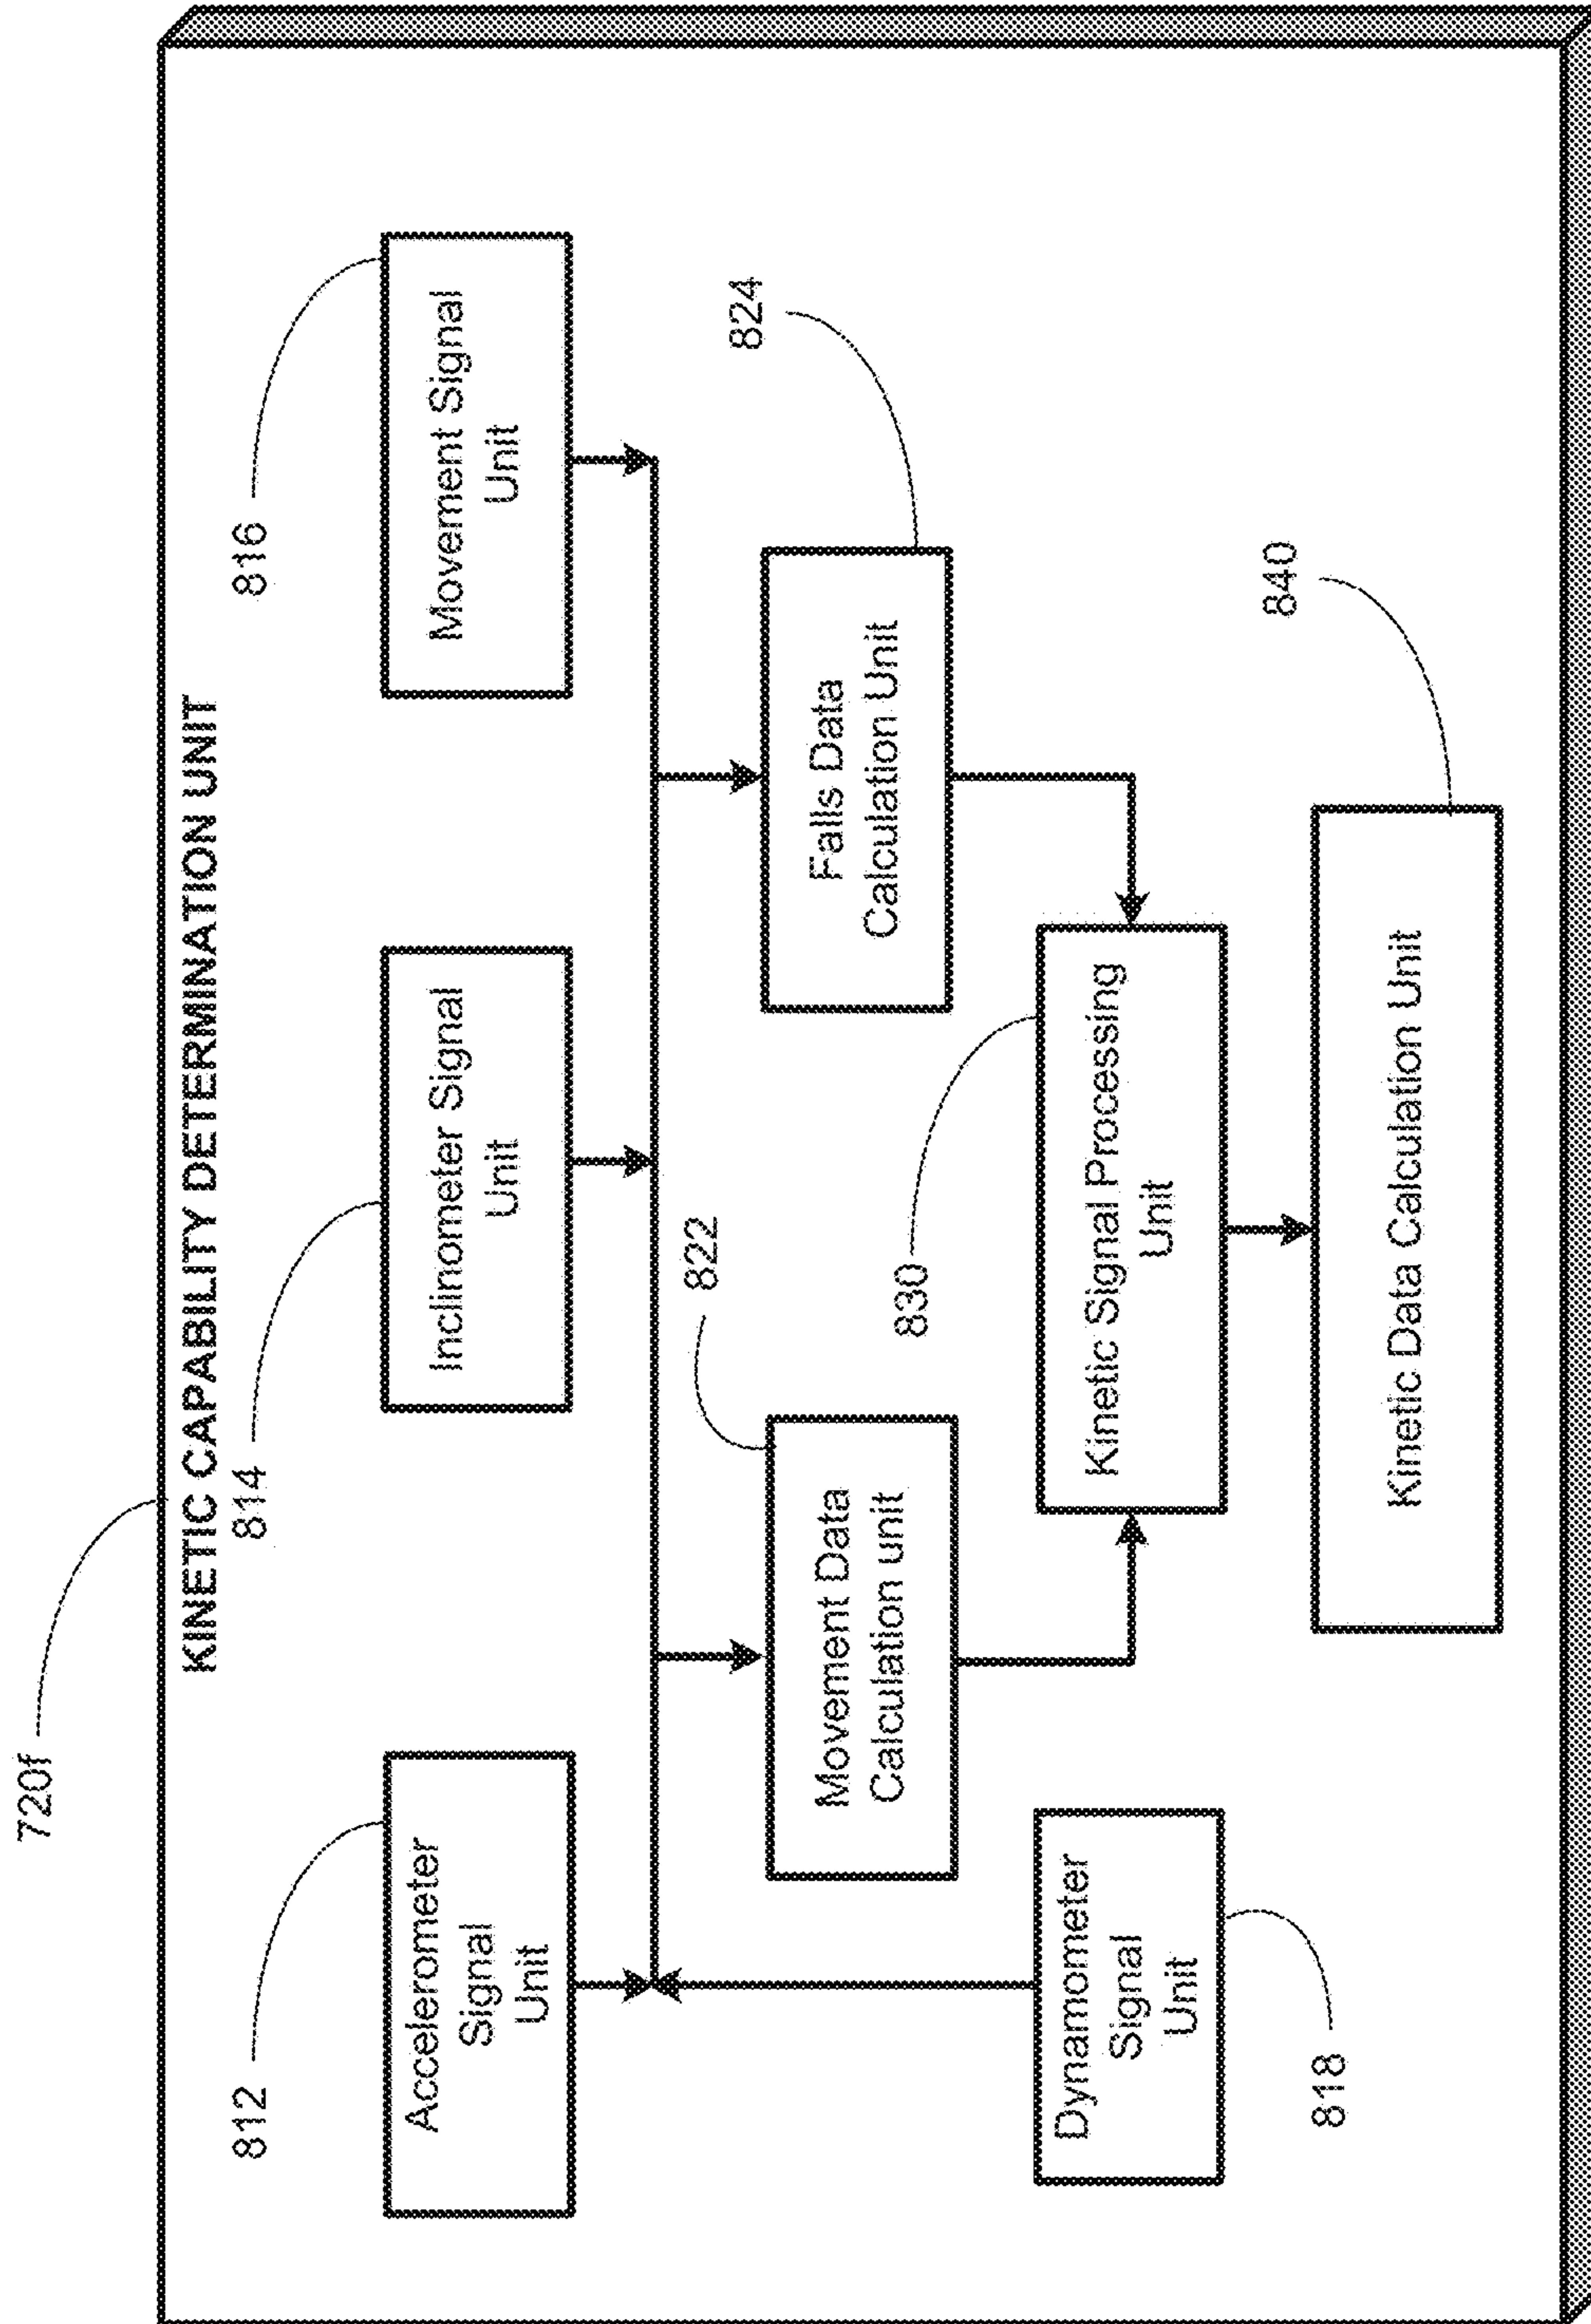 720f
KINETIC CAPABILITY DETERMINATION UNIT
812
814
816
Accelerometer
Signal
Unit
Inclinometer Signal
Unit
Movement Signal
Unit
822
824
Movement Data
Calculation unit
Falls Data
Calculation Unit
830
Dynamometer
Signal
Unit
Kinetic Signal Processing
Unit
818
840
Kinetic Data Calculation Unit